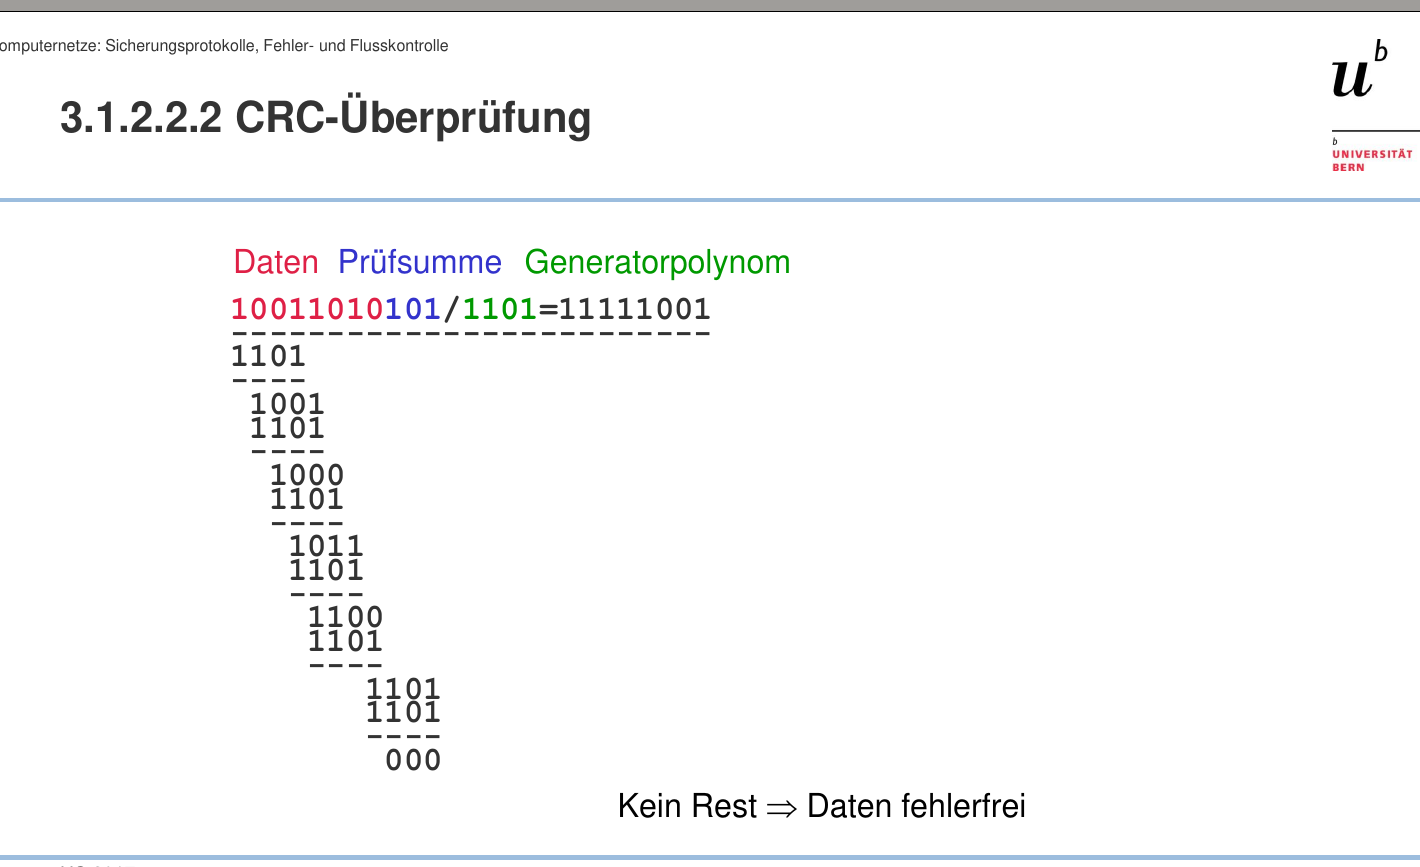 omputernetze: Sicherungsprotokolle, Fehler- und Flusskontrolle
u b
b
UNIVERSITÄT
BERN
3.1.2.2.2 CRC-Überprüfung
Daten Prüfsumme Generatorpolynom
10011010101/1101=11111001
-------------------------
1101
----
1001
1101
----
1000
1101
----
1011
1101
----
1100
1101
----
1101
1101
----
000
Kein Rest ⇒ Daten fehlerfrei